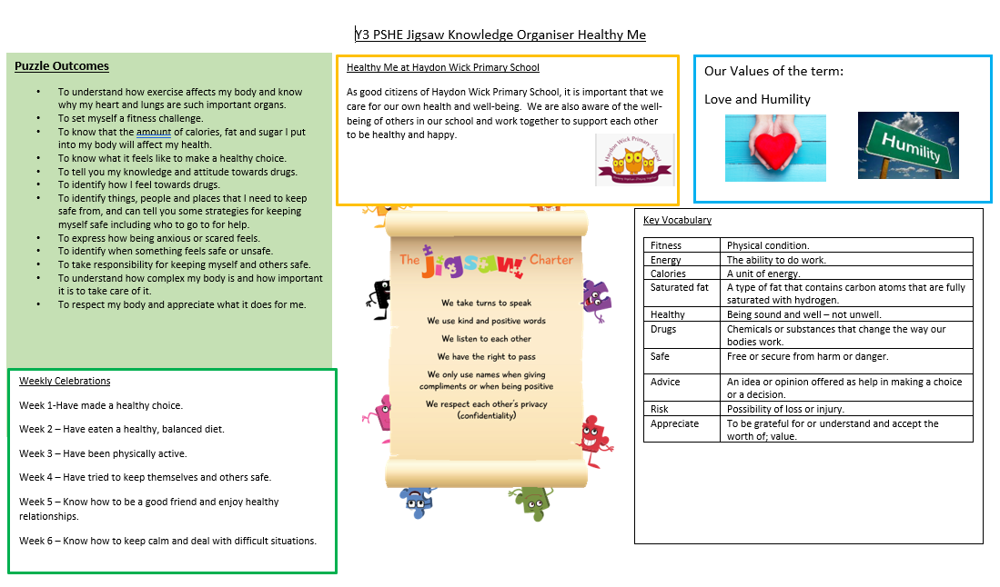 Y3 PSHE Jigsaw Knowledge Organiser Healthy Me
Puzzle Outcomes
• To understand how exercise affects my body and know
why my heart and lungs are such important organs.
• To set myself a fitness challenge.
• To know that the amount of calories, fat and sugar I put
into my body will affect my health.
• To know what it feels like to make a healthy choice.
• To tell you my knowledge and attitude towards drugs.
• To identify how I feel towards drugs.
• To identify things, people and places that I need to keep
safe from, and can tell you some strategies for keeping
myself safe including who to go to for help.
• To express how being anxious or scared feels.
• To identify when something feels safe or unsafe.
• To take responsibility for keeping myself and others safe.
• To understand how complex my body is and how important
it is to take care of it.
• To respect my body and appreciate what it does for me.
Weekly Celebrations
Week 1-Have made a healthy choice.
Week 2 – Have eaten a healthy, balanced diet.
Week 3 – Have been physically active.
Week 4 – Have tried to keep themselves and others safe.
Week 5 – Know how to be a good friend and enjoy healthy
relationships.
Week 6 – Know how to keep calm and deal with difficult situations.
Healthy Me at Haydon Wick Primary School
As good citizens of Haydon Wick Primary School, it is important that we
care for our own health and well-being. We are also aware of the well-
being of others in our school and work together to support each other
to be healthy and happy.
Haydon Wick Primary School
The Jigsaw Charter
We take turns to speak
We use kind and positive words
We listen to each other
We have the right to pass
We only use names when giving
compliments or when being positive
We respect each other's privacy
(confidentiality)
Our Values of the term:
Love and Humility
Humility
Key Vocabulary
Fitness Physical condition.
Energy The ability to do work.
Calories A unit of energy.
Saturated fat A type of fat that contains carbon atoms that are fully
saturated with hydrogen.
Healthy Being sound and well – not unwell.
Drugs Chemicals or substances that change the way our
bodies work.
Safe Free or secure from harm or danger.
Advice An idea or opinion offered as help in making a choice
or a decision.
Risk Possibility of loss or injury.
Appreciate To be grateful for or understand and accept the
worth of; value.